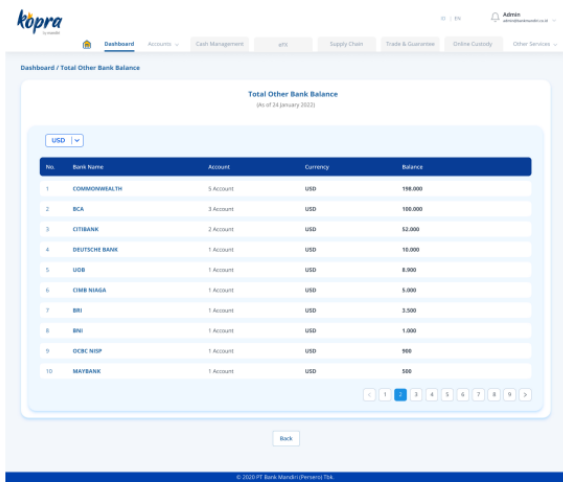 kopra
by mandiri
ID | EN
Admin
Dashboard Accounts Cash Management Supply Chain Trade & Guarantee Online Custody Other Services
Dashboard / Total Other Bank Balance
Total Other Bank Balance
(As of 24 January 2022)
USD
No. Bank Name Account Currency Balance
1 COMMONWEALTH 5 Account USD 198.000
2 BCA 3 Account USD 100.000
3 CITIBANK 2 Account USD 52.000
4 DEUTSCHE BANK 1 Account USD 10.000
5 UOB 1 Account USD 8.900
6 CIMB NIAGA 1 Account USD 5.000
7 BRI 1 Account USD 3.500
8 BNI 1 Account USD 1.000
9 OCBC NISP 1 Account USD 900
10 MAYBANK 1 Account USD 500
< 1 2 3 4 5 6 7 8 9 >
Back
© 2020 PT Bank Mandiri (Persero) Tbk.